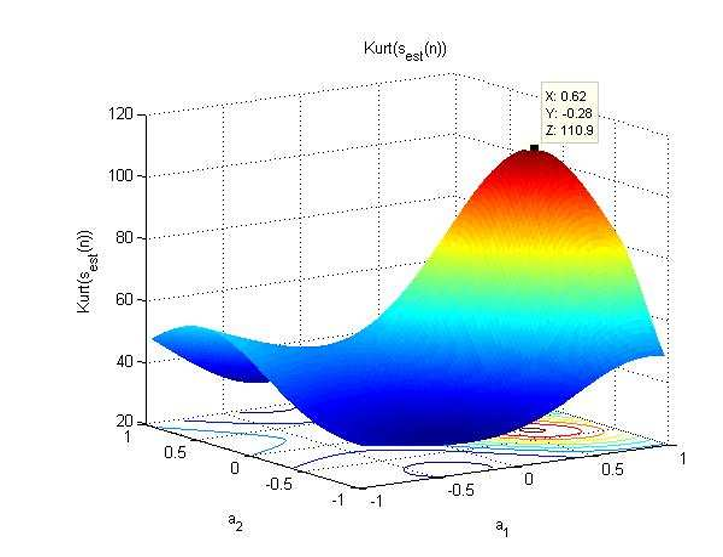 Kurt(s_est(n))
X: 0.62
Y: -0.28
Z: 110.9
Kurt(s_est(n))
120
100
80
60
40
20
1
0.5
0
-0.5
-1
a_2
-1
-0.5
0
0.5
1
a_1